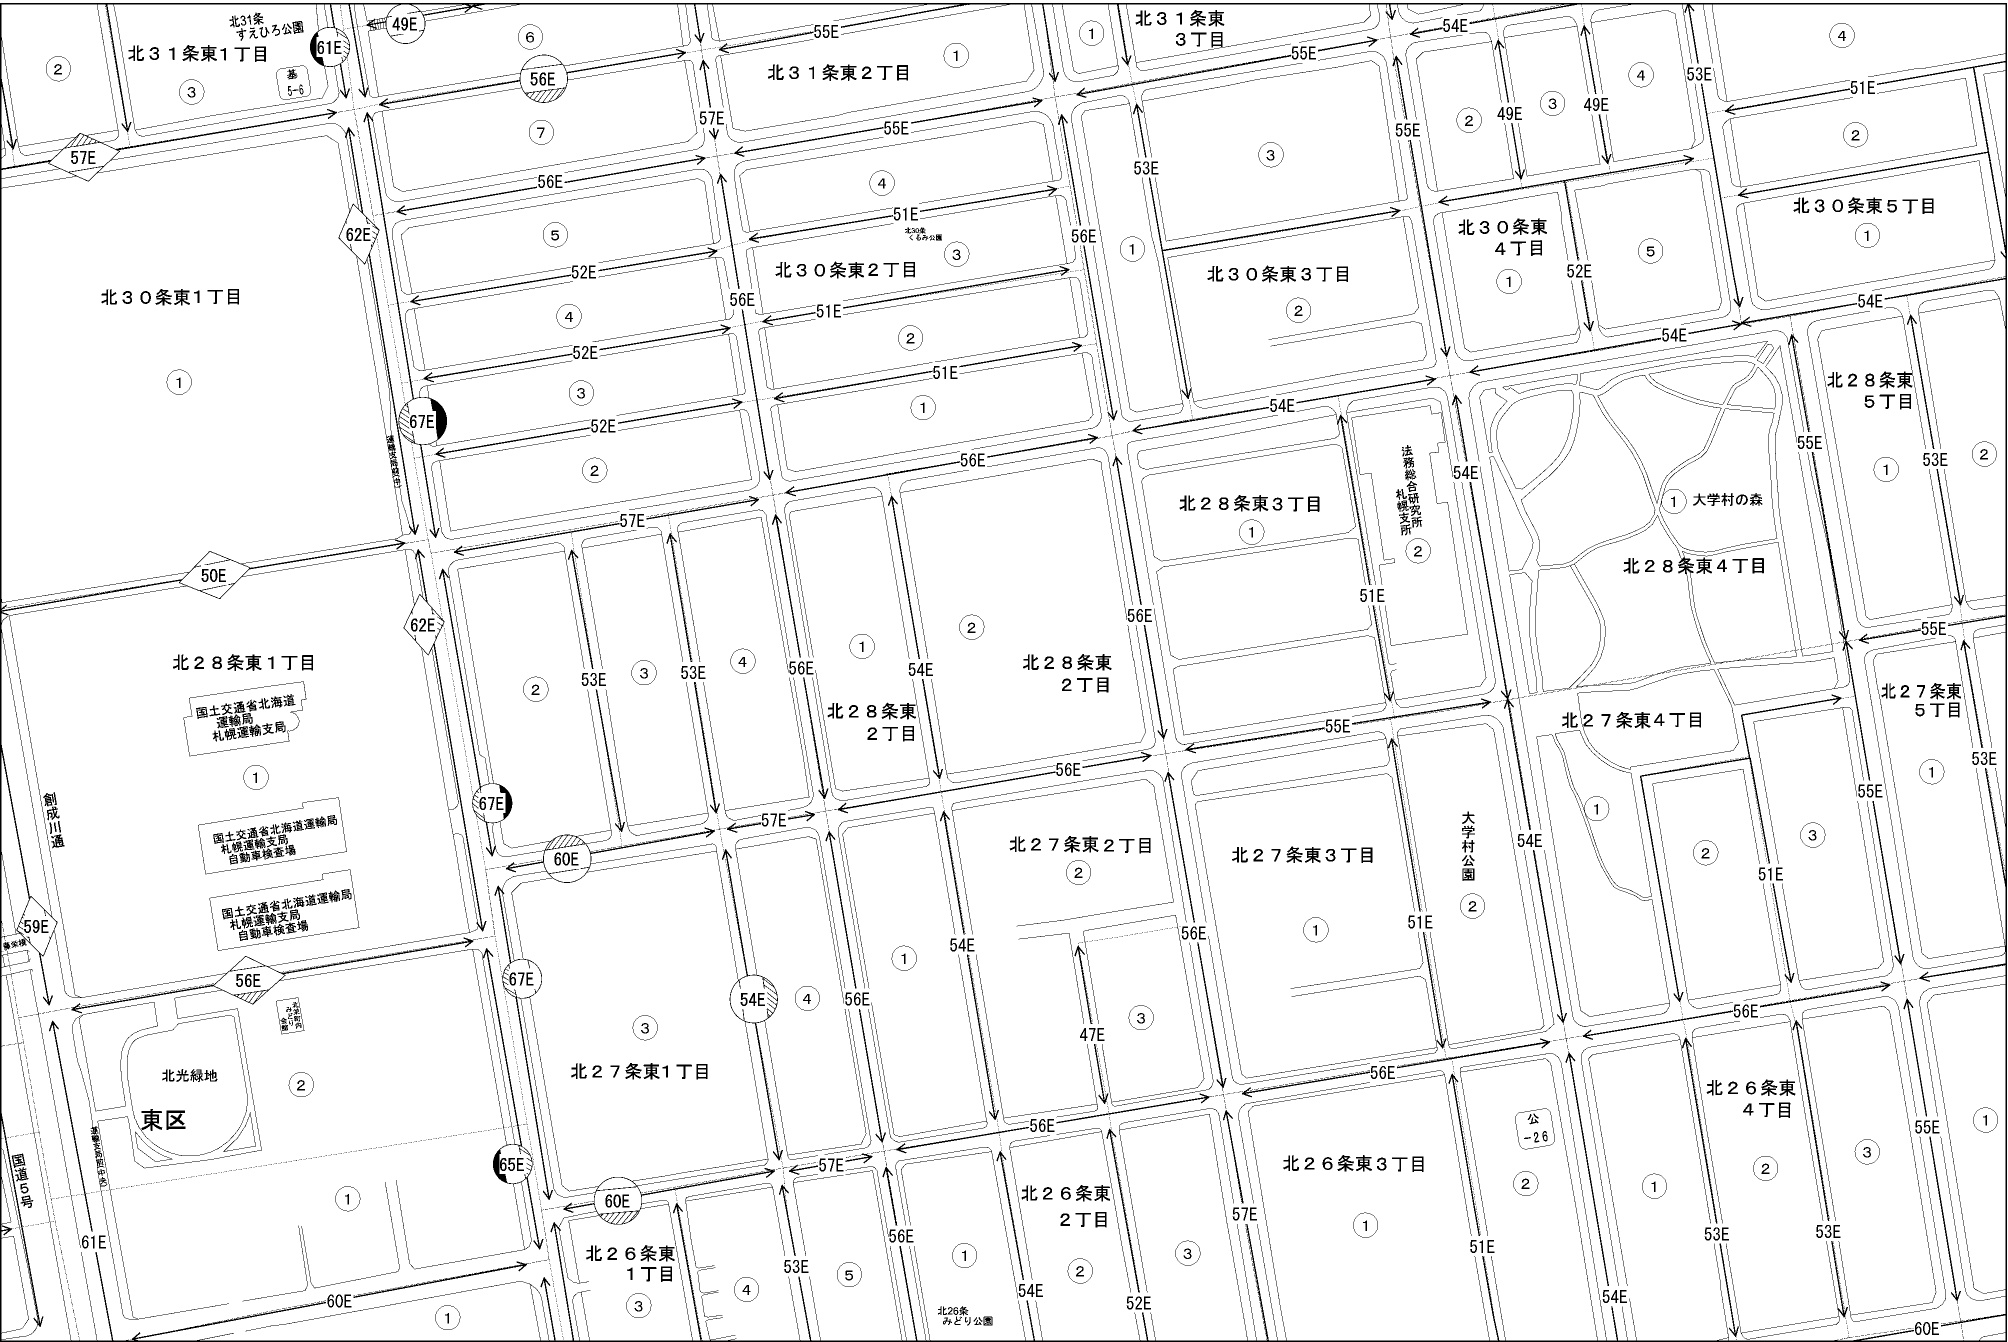 北31条
すえひろ公園
61E
49E
6
55E
1
北３１条東
３丁目
54E
4
北３１条東１丁目
2
3
基
5-6
56E
北３１条東２丁目
1
55E
2
49E
3
49E
4
53E
51E
57E
7
57E
55E
55E
3
2
56E
4
53E
62E
5
51E
北30条
くるみ公園
56E
1
北３０条東
４丁目
5
北３０条東５丁目
1
52E
北３０条東２丁目
3
北３０条東３丁目
2
52E
1
北３０条東１丁目
1
56E
4
51E
2
54E
54E
52E
3
51E
1
54E
北２８条東
５丁目
67E
52E
2
56E
57E
北２８条東３丁目
1
法務総合研究所
札幌支所
2
54E
1
大学村の森
55E
1
53E
2
50E
62E
北２８条東４丁目
51E
56E
55E
北２８条東１丁目
国土交通省北海道
運輸局
札幌運輸支局
1
2
53E
3
53E
4
56E
1
54E
2
北２８条東
２丁目
北２８条東
２丁目
北２７条東４丁目
北２７条東
５丁目
55E
56E
1
53E
67E
57E
55E
創成川通
国土交通省北海道運輸局
札幌運輸支局
自動車検査場
60E
北２７条東２丁目
2
北２７条東３丁目
大学村公園
2
54E
1
2
51E
3
国土交通省北海道運輸局
札幌運輸支局
自動車検査場
59E
56E
67E
54E
4
56E
1
54E
56E
1
51E
3
47E
56E
3
北２７条東１丁目
北光緑地
2
東区
56E
56E
北２６条東
４丁目
公
-26
65E
57E
北２６条東３丁目
2
1
2
3
55E
1
国道５号
1
60E
北２６条東
２丁目
57E
1
61E
北２６条東
１丁目
3
4
53E
5
56E
1
54E
2
52E
3
51E
54E
53E
53E
60E
1
北26条
みどり公園
60E